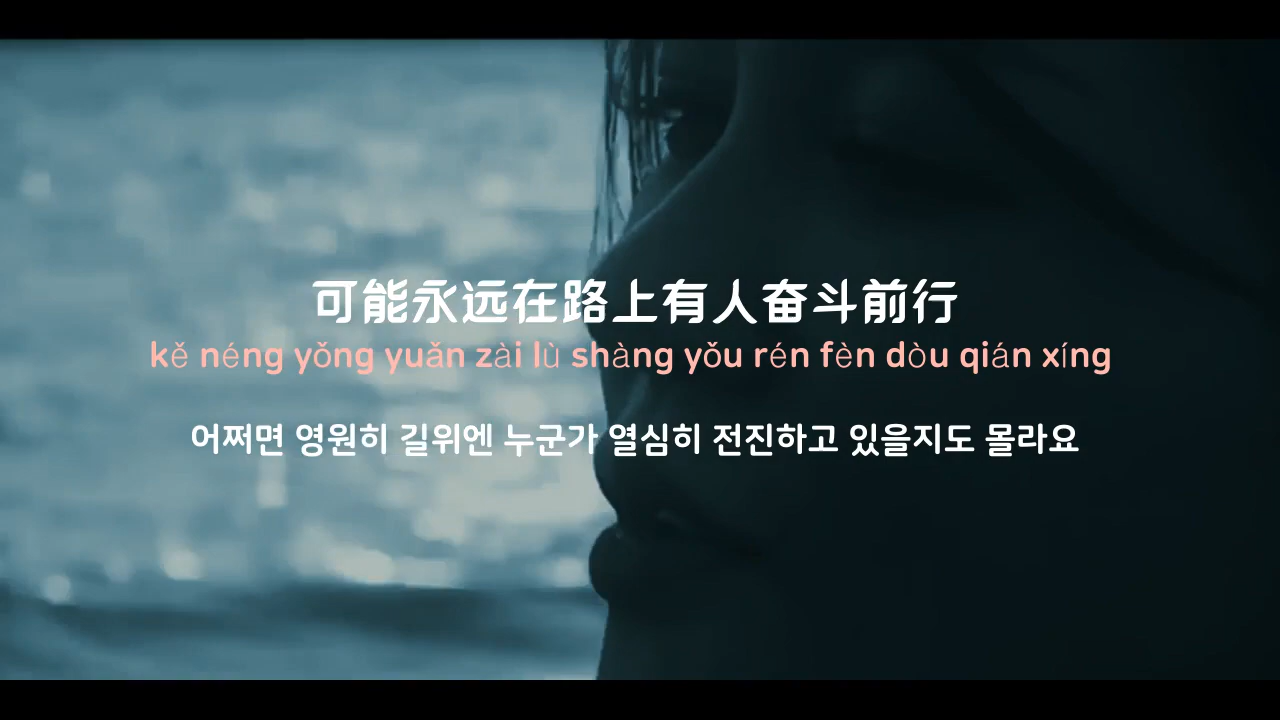 可能永远在路上有人奋斗前行
kě néng yǒng yuǎn zài lù shàng yǒu rén fèn dòu qián xíng
어쩌면 영원히 길위엔 누군가 열심히 전진하고 있을지도 몰라요